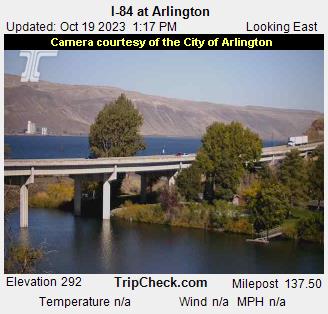 I-84 at Arlington
Updated: Oct 19 2023 1:17 PM Looking East
Camera courtesy of the City of Arlington
Elevation 292 TripCheck.com Milepost 137.50
Temperature n/a Wind n/a MPH n/a